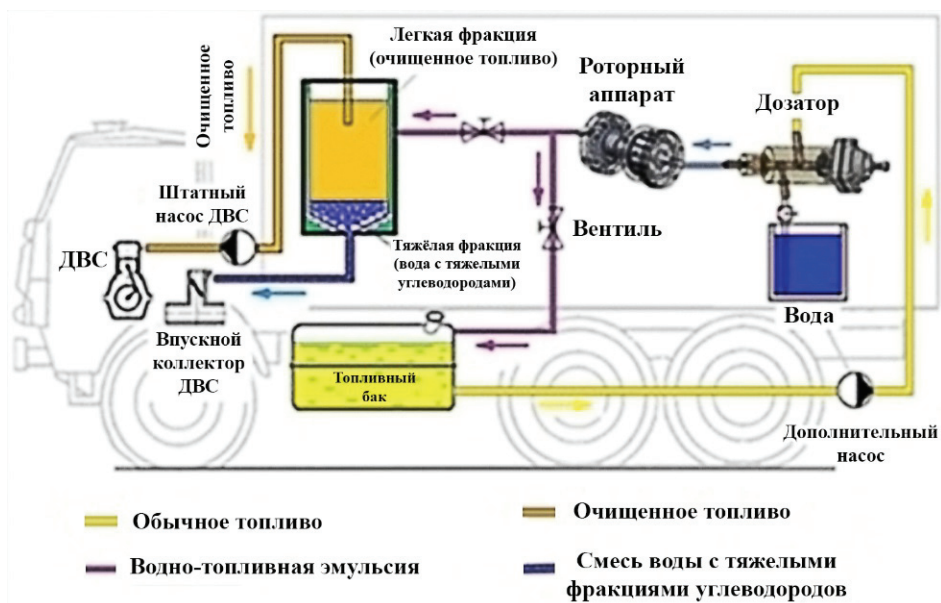 Легкая фракция
(очищенное топливо)
Очищенное
топливо
Роторный
аппарат
Дозатор
Штатный
насос ДВС
ДВС
Тяжёлая фракция
(вода с тяжелыми
углеводородами)
Вентиль
Вода
Впускной
коллектор
ДВС
Топливный
бак
Дополнительный
насос
Обычное топливо
Очищенное топливо
Водно-топливная эмульсия
Смесь воды с тяжелыми
фракциями углеводородов